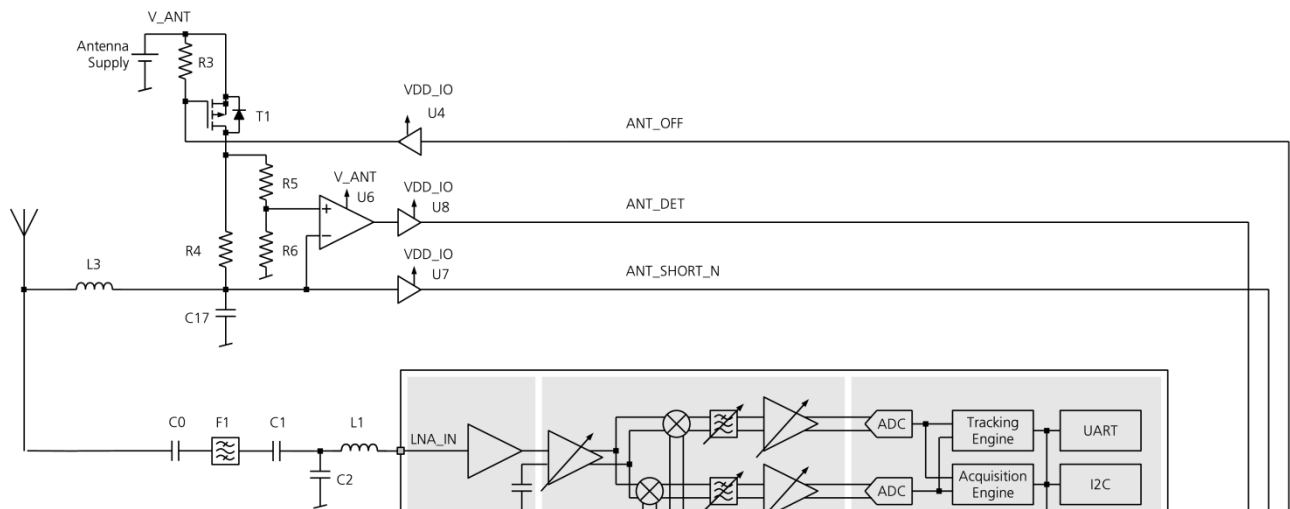 V_ANT
Antenna
Supply
R3
T1
VDD_IO
U4
ANT_OFF
R5
V_ANT
U6
VDD_IO
U8
ANT_DET
R4
R6
+
−
VDD_IO
U7
ANT_SHORT_N
L3
C17
C0
F1
C1
L1
C2
LNA_IN
ADC
Tracking
Engine
UART
ADC
Acquisition
Engine
I2C